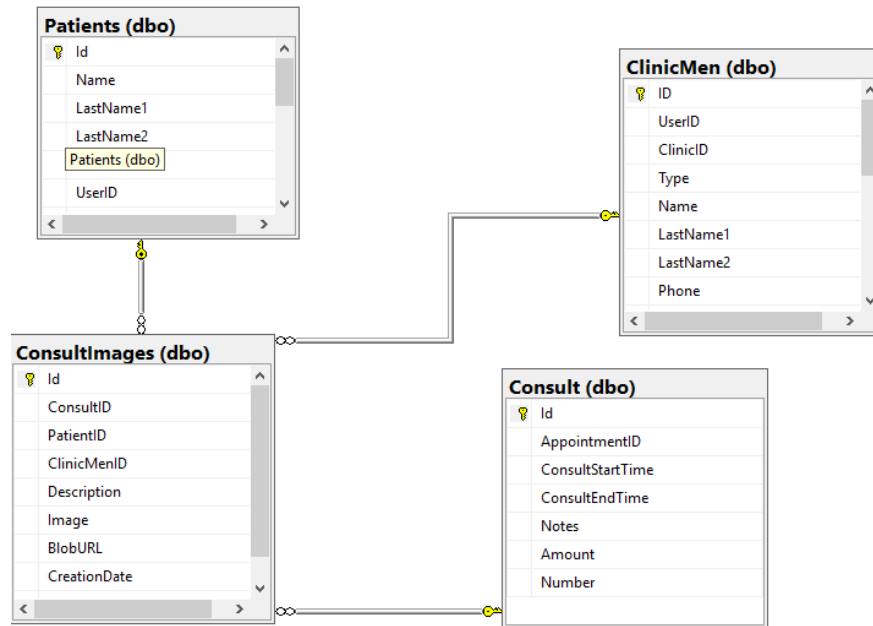 Patients (dbo)
Id
Name
LastName1
LastName2
Patients (dbo)
UserID
ClinicMen (dbo)
ID
UserID
ClinicID
Type
Name
LastName1
LastName2
Phone
ConsultImages (dbo)
Id
ConsultID
PatientID
ClinicMenID
Description
Image
BlobURL
CreationDate
Consult (dbo)
Id
AppointmentID
ConsultStartTime
ConsultEndTime
Notes
Amount
Number